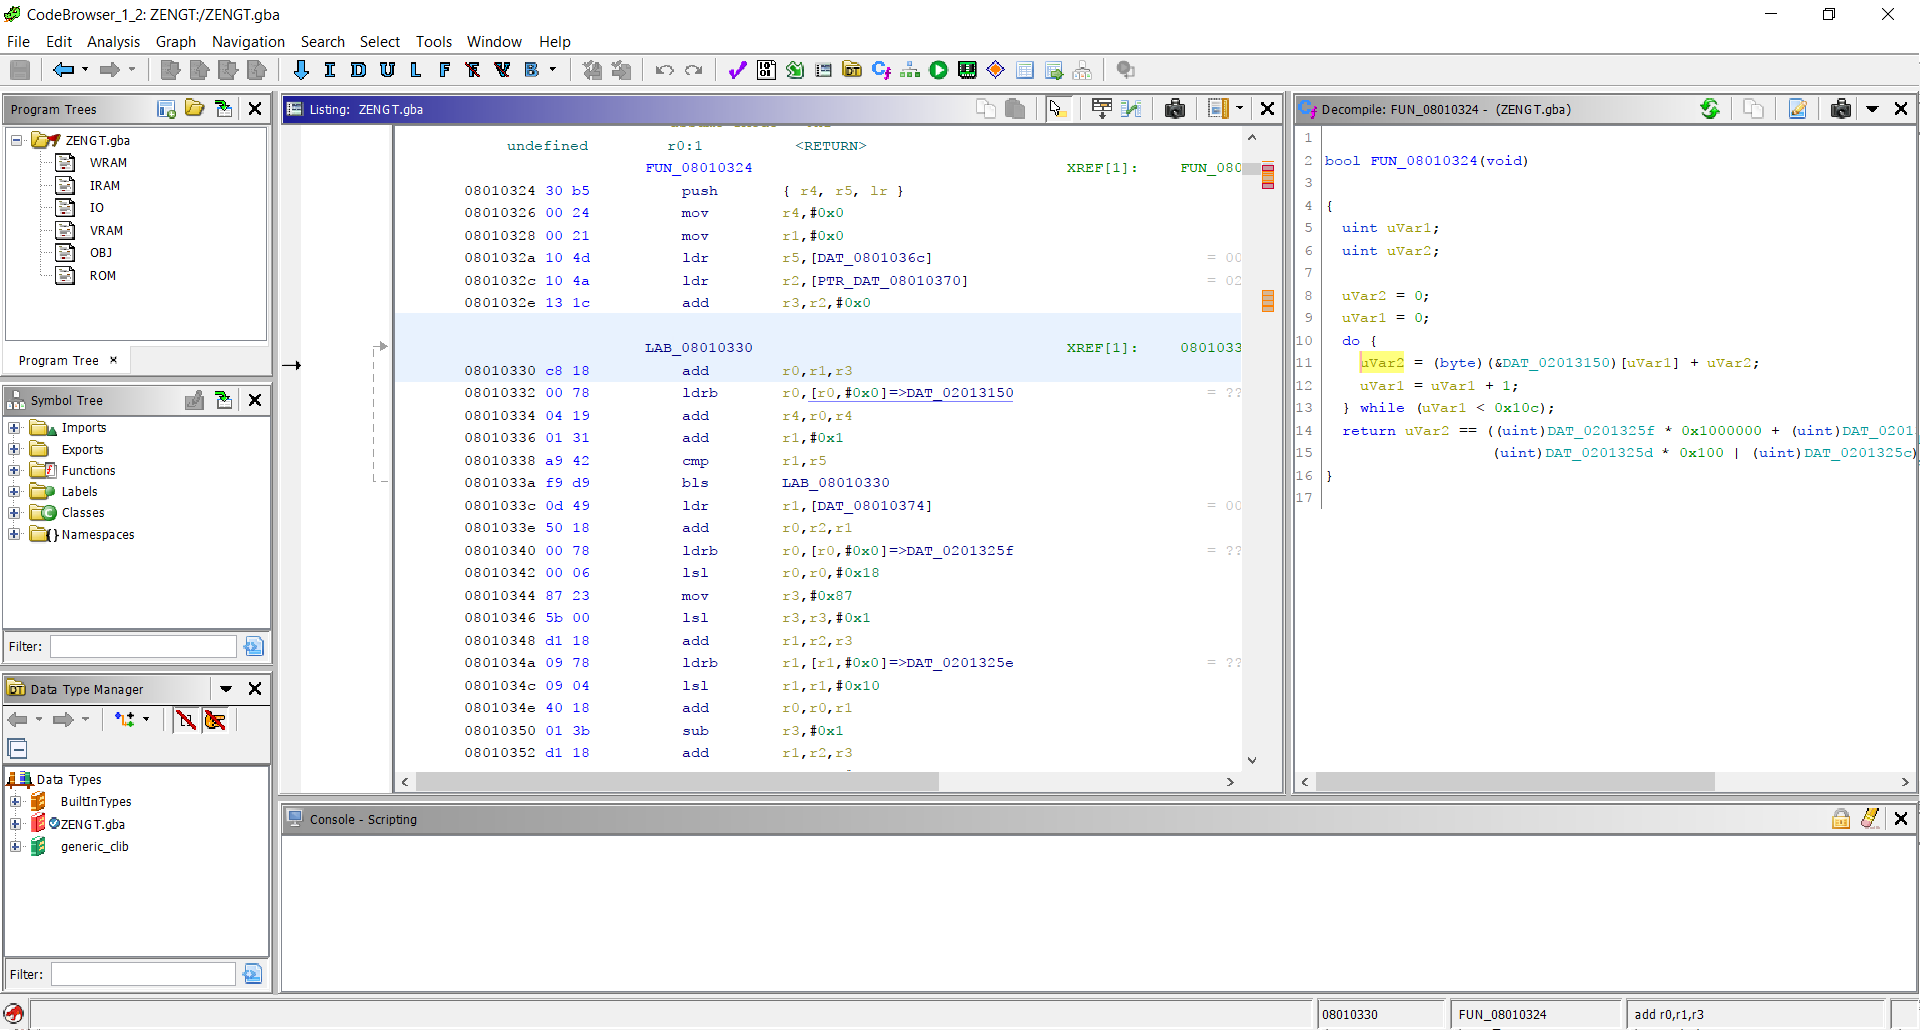 CodeBrowser_1_2: ZENGT:/ZENGT.gba
File Edit Analysis Graph Navigation Search Select Tools Window Help
I D U L F B
Program Trees
ZENGT.gba
WRAM
IRAM
IO
VRAM
OBJ
ROM
Program Tree ×
Symbol Tree
Imports
Exports
Functions
Labels
Classes
Namespaces
Filter:
Data Type Manager
Data Types
BuiltInTypes
ZENGT.gba
generic_clib
Filter:
Listing: ZENGT.gba
undefined r0:1 <RETURN>
FUN_08010324 XREF[1]: FUN_080
08010324 30 b5 push { r4, r5, lr }
08010326 00 24 mov r4,#0x0
08010328 00 21 mov r1,#0x0
0801032a 10 4d ldr r5,[DAT_0801036c] = 00
0801032c 10 4a ldr r2,[PTR_DAT_08010370] = 02
0801032e 13 1c add r3,r2,#0x0
LAB_08010330 XREF[1]: 0801033
08010330 c8 18 add r0,r1,r3
08010332 00 78 ldrb r0,[r0,#0x0]=>DAT_02013150 = ??
08010334 04 19 add r4,r0,r4
08010336 01 31 add r1,#0x1
08010338 a9 42 cmp r1,r5
0801033a f9 d9 bls LAB_08010330
0801033c 0d 49 ldr r1,[DAT_08010374] = 00
0801033e 50 18 add r0,r2,r1
08010340 00 78 ldrb r0,[r0,#0x0]=>DAT_0201325f = ??
08010342 00 06 lsl r0,r0,#0x18
08010344 87 23 mov r3,#0x87
08010346 5b 00 lsl r3,r3,#0x1
08010348 d1 18 add r1,r2,r3
0801034a 09 78 ldrb r1,[r1,#0x0]=>DAT_0201325e = ??
0801034c 09 04 lsl r1,r1,#0x10
0801034e 40 18 add r0,r0,r1
08010350 01 3b sub r3,#0x1
08010352 d1 18 add r1,r2,r3
Decompile: FUN_08010324 - (ZENGT.gba)
1
2 bool FUN_08010324(void)
3
4 {
5 uint uVar1;
6 uint uVar2;
7
8 uVar2 = 0;
9 uVar1 = 0;
10 do {
11 uVar2 = (byte)(&DAT_02013150)[uVar1] + uVar2;
12 uVar1 = uVar1 + 1;
13 } while (uVar1 < 0x10c);
14 return uVar2 == ((uint)DAT_0201325f * 0x1000000 + (uint)DAT_0201
15 (uint)DAT_0201325d * 0x100 | (uint)DAT_0201325c)
16 }
17
Console - Scripting
08010330 FUN_08010324 add r0,r1,r3